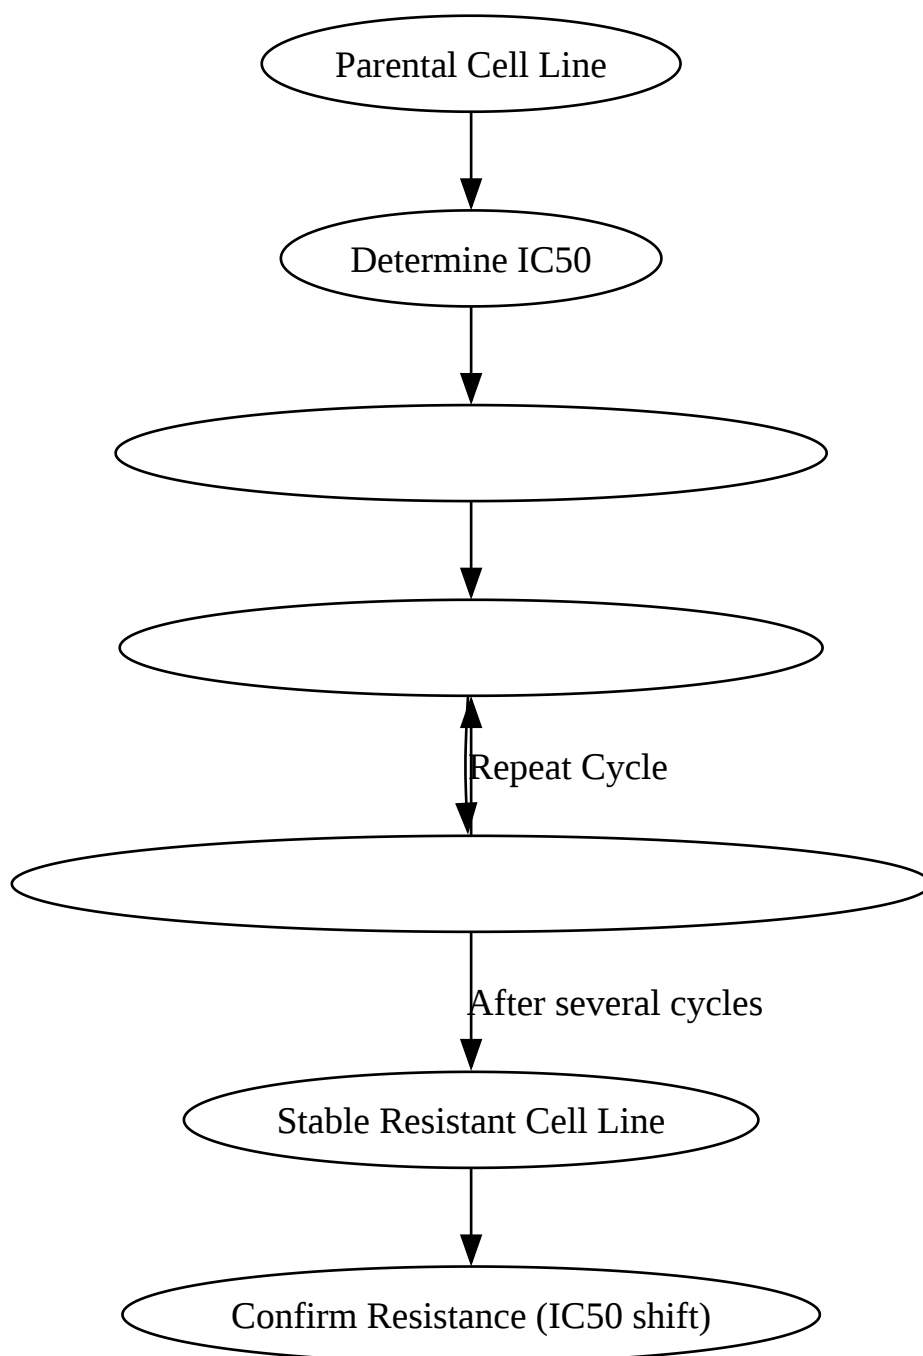 Parental Cell Line
Determine IC50
Repeat Cycle
After several cycles
Stable Resistant Cell Line
Confirm Resistance (IC50 shift)